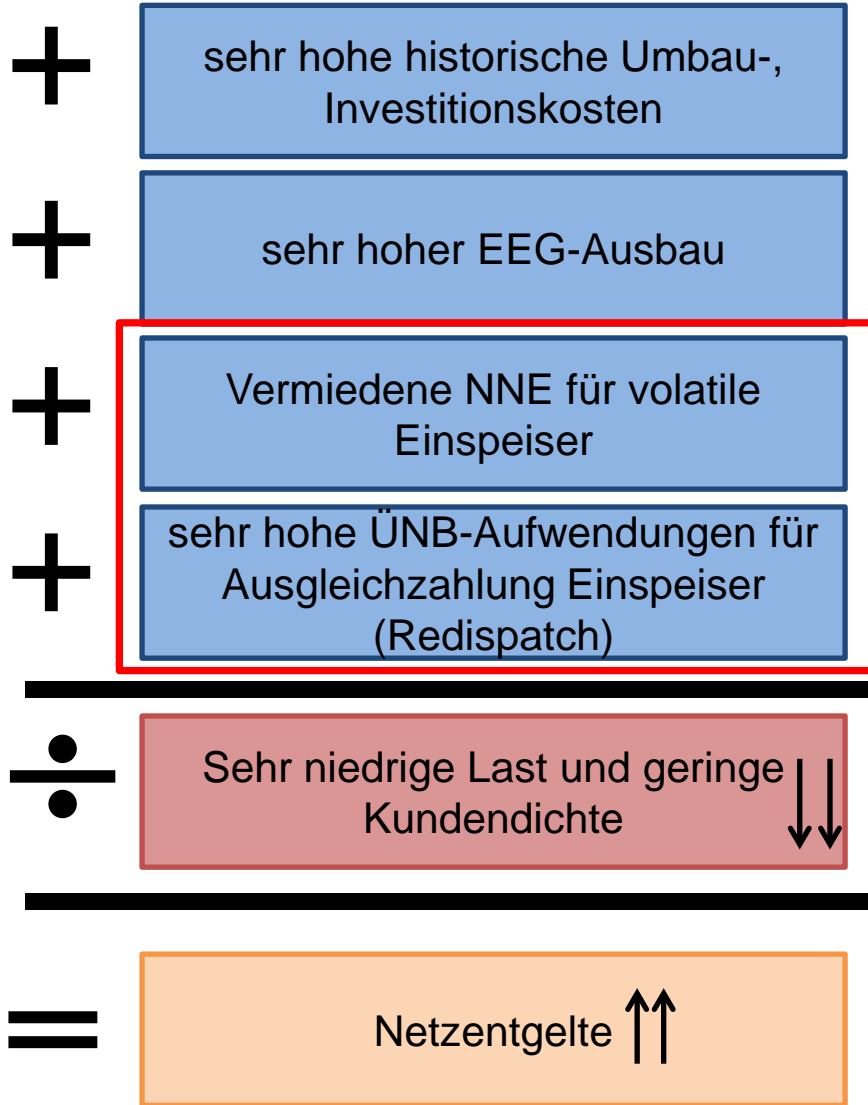 + sehr hohe historische Umbau-,
Investitionskosten
+ sehr hoher EEG-Ausbau
+ Vermiedene NNE für volatile
Einspeiser
+ sehr hohe ÜNB-Aufwendungen für
Ausgleichzahlung Einspeiser
(Redispatch)
÷ Sehr niedrige Last und geringe ↓↓
Kundendichte
= Netzentgelte ↑↑